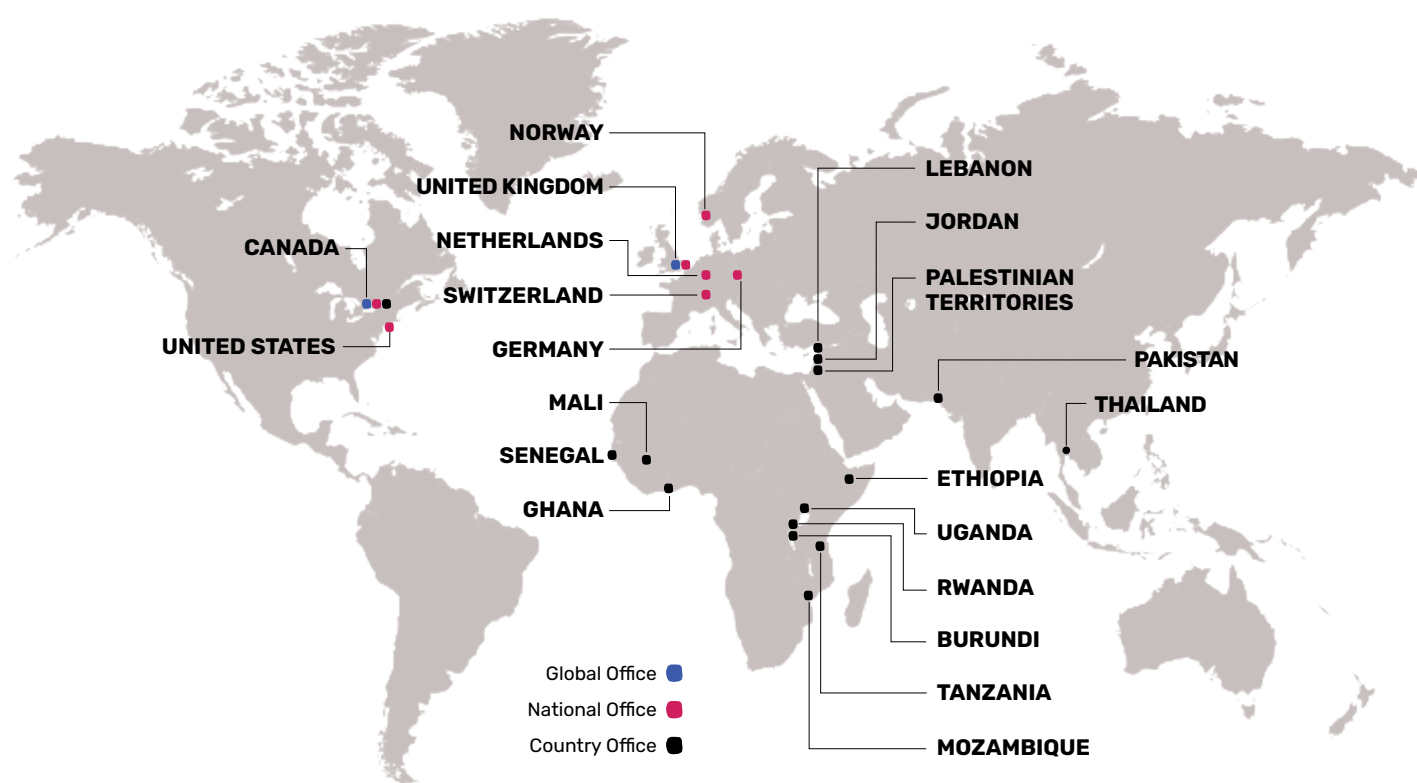 NORWAY
UNITED KINGDOM
NETHERLANDS
CANADA
SWITZERLAND
UNITED STATES
GERMANY
MALI
SENEGAL
GHANA
LEBANON
JORDAN
PALESTINIAN
TERRITORIES
PAKISTAN
THAILAND
ETHIOPIA
UGANDA
RWANDA
BURUNDI
TANZANIA
MOZAMBIQUE
Global Office
National Office
Country Office